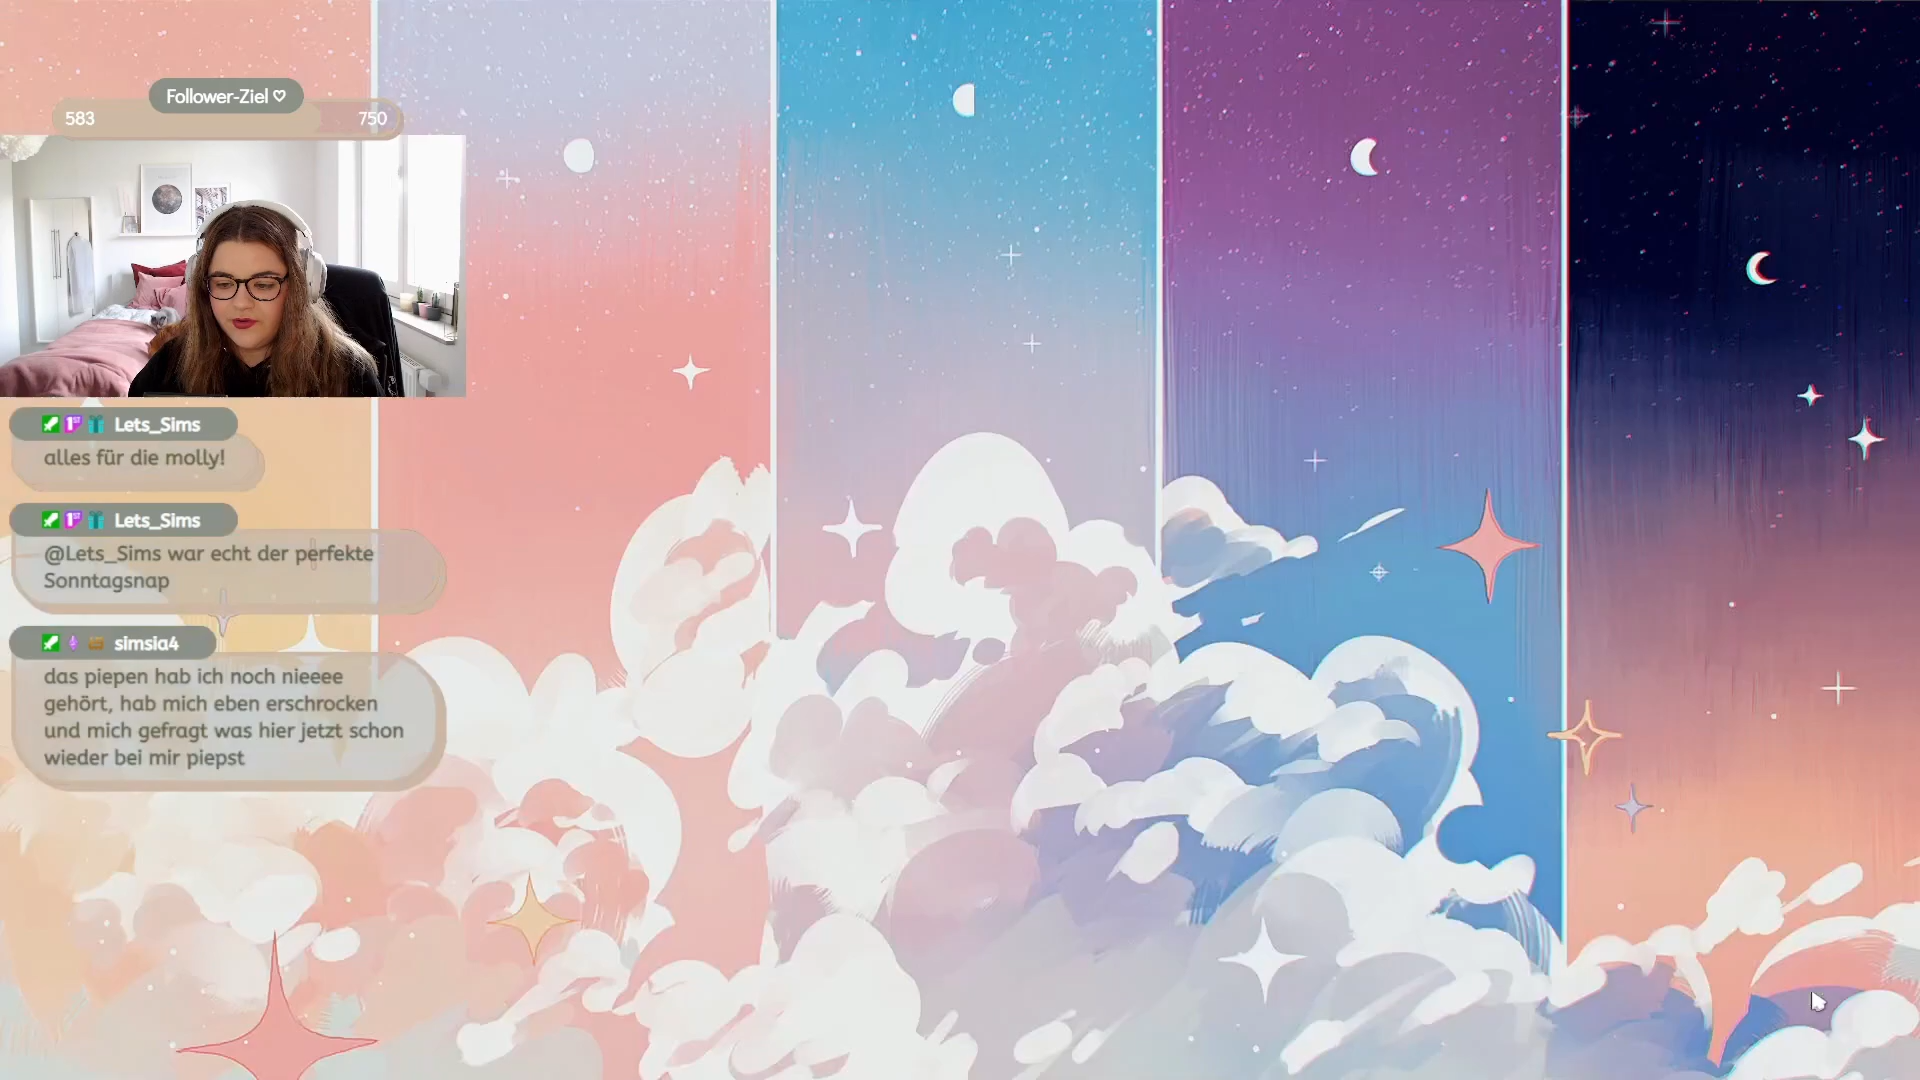 Follower-Ziel ♡
583 750
Lets_Sims
alles für die molly!
Lets_Sims
@Lets_Sims war echt der perfekte
Sonntagsnap
simsia4
das piepen hab ich noch nieeee
gehört, hab mich eben erschrocken
und mich gefragt was hier jetzt schon
wieder bei mir piepst